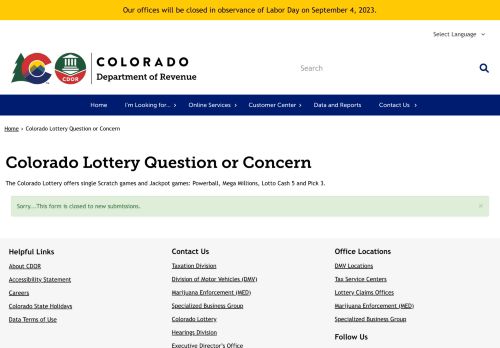 Our offices will be closed in observance of Labor Day on September 4, 2023.
Select Language
CDOR
COLORADO
Department of Revenue
Search
Home
I'm Looking for...
Online Services
Customer Center
Data and Reports
Contact Us
Home › Colorado Lottery Question or Concern
Colorado Lottery Question or Concern
The Colorado Lottery offers single Scratch games and Jackpot games: Powerball, Mega Millions, Lotto Cash 5 and Pick 3.
Sorry...This form is closed to new submissions.
×
Helpful Links
About CDOR
Accessibility Statement
Careers
Colorado State Holidays
Data Terms of Use
Contact Us
Taxation Division
Division of Motor Vehicles (DMV)
Marijuana Enforcement (MED)
Specialized Business Group
Colorado Lottery
Hearings Division
Executive Director's Office
Office Locations
DMV Locations
Tax Service Centers
Lottery Claims Offices
Marijuana Enforcement (MED)
Specialized Business Group
Follow Us